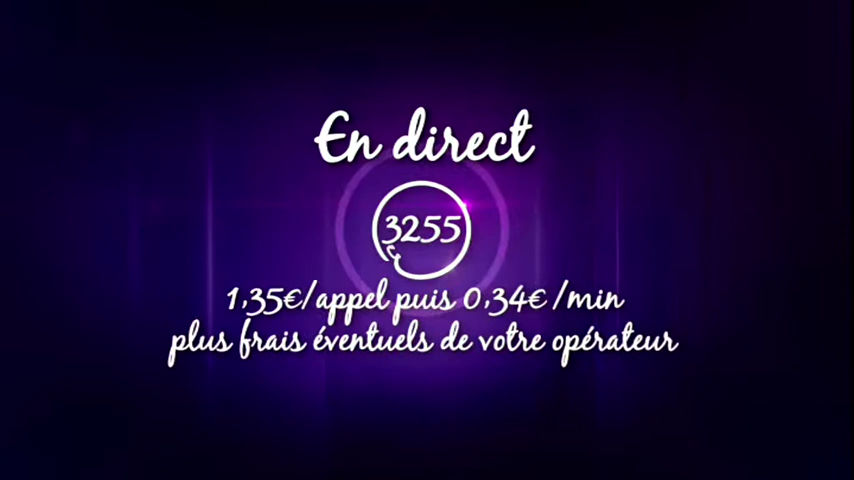 En direct
3255
1,35€/appel puis 0,34€/min
plus frais éventuels de votre opérateur